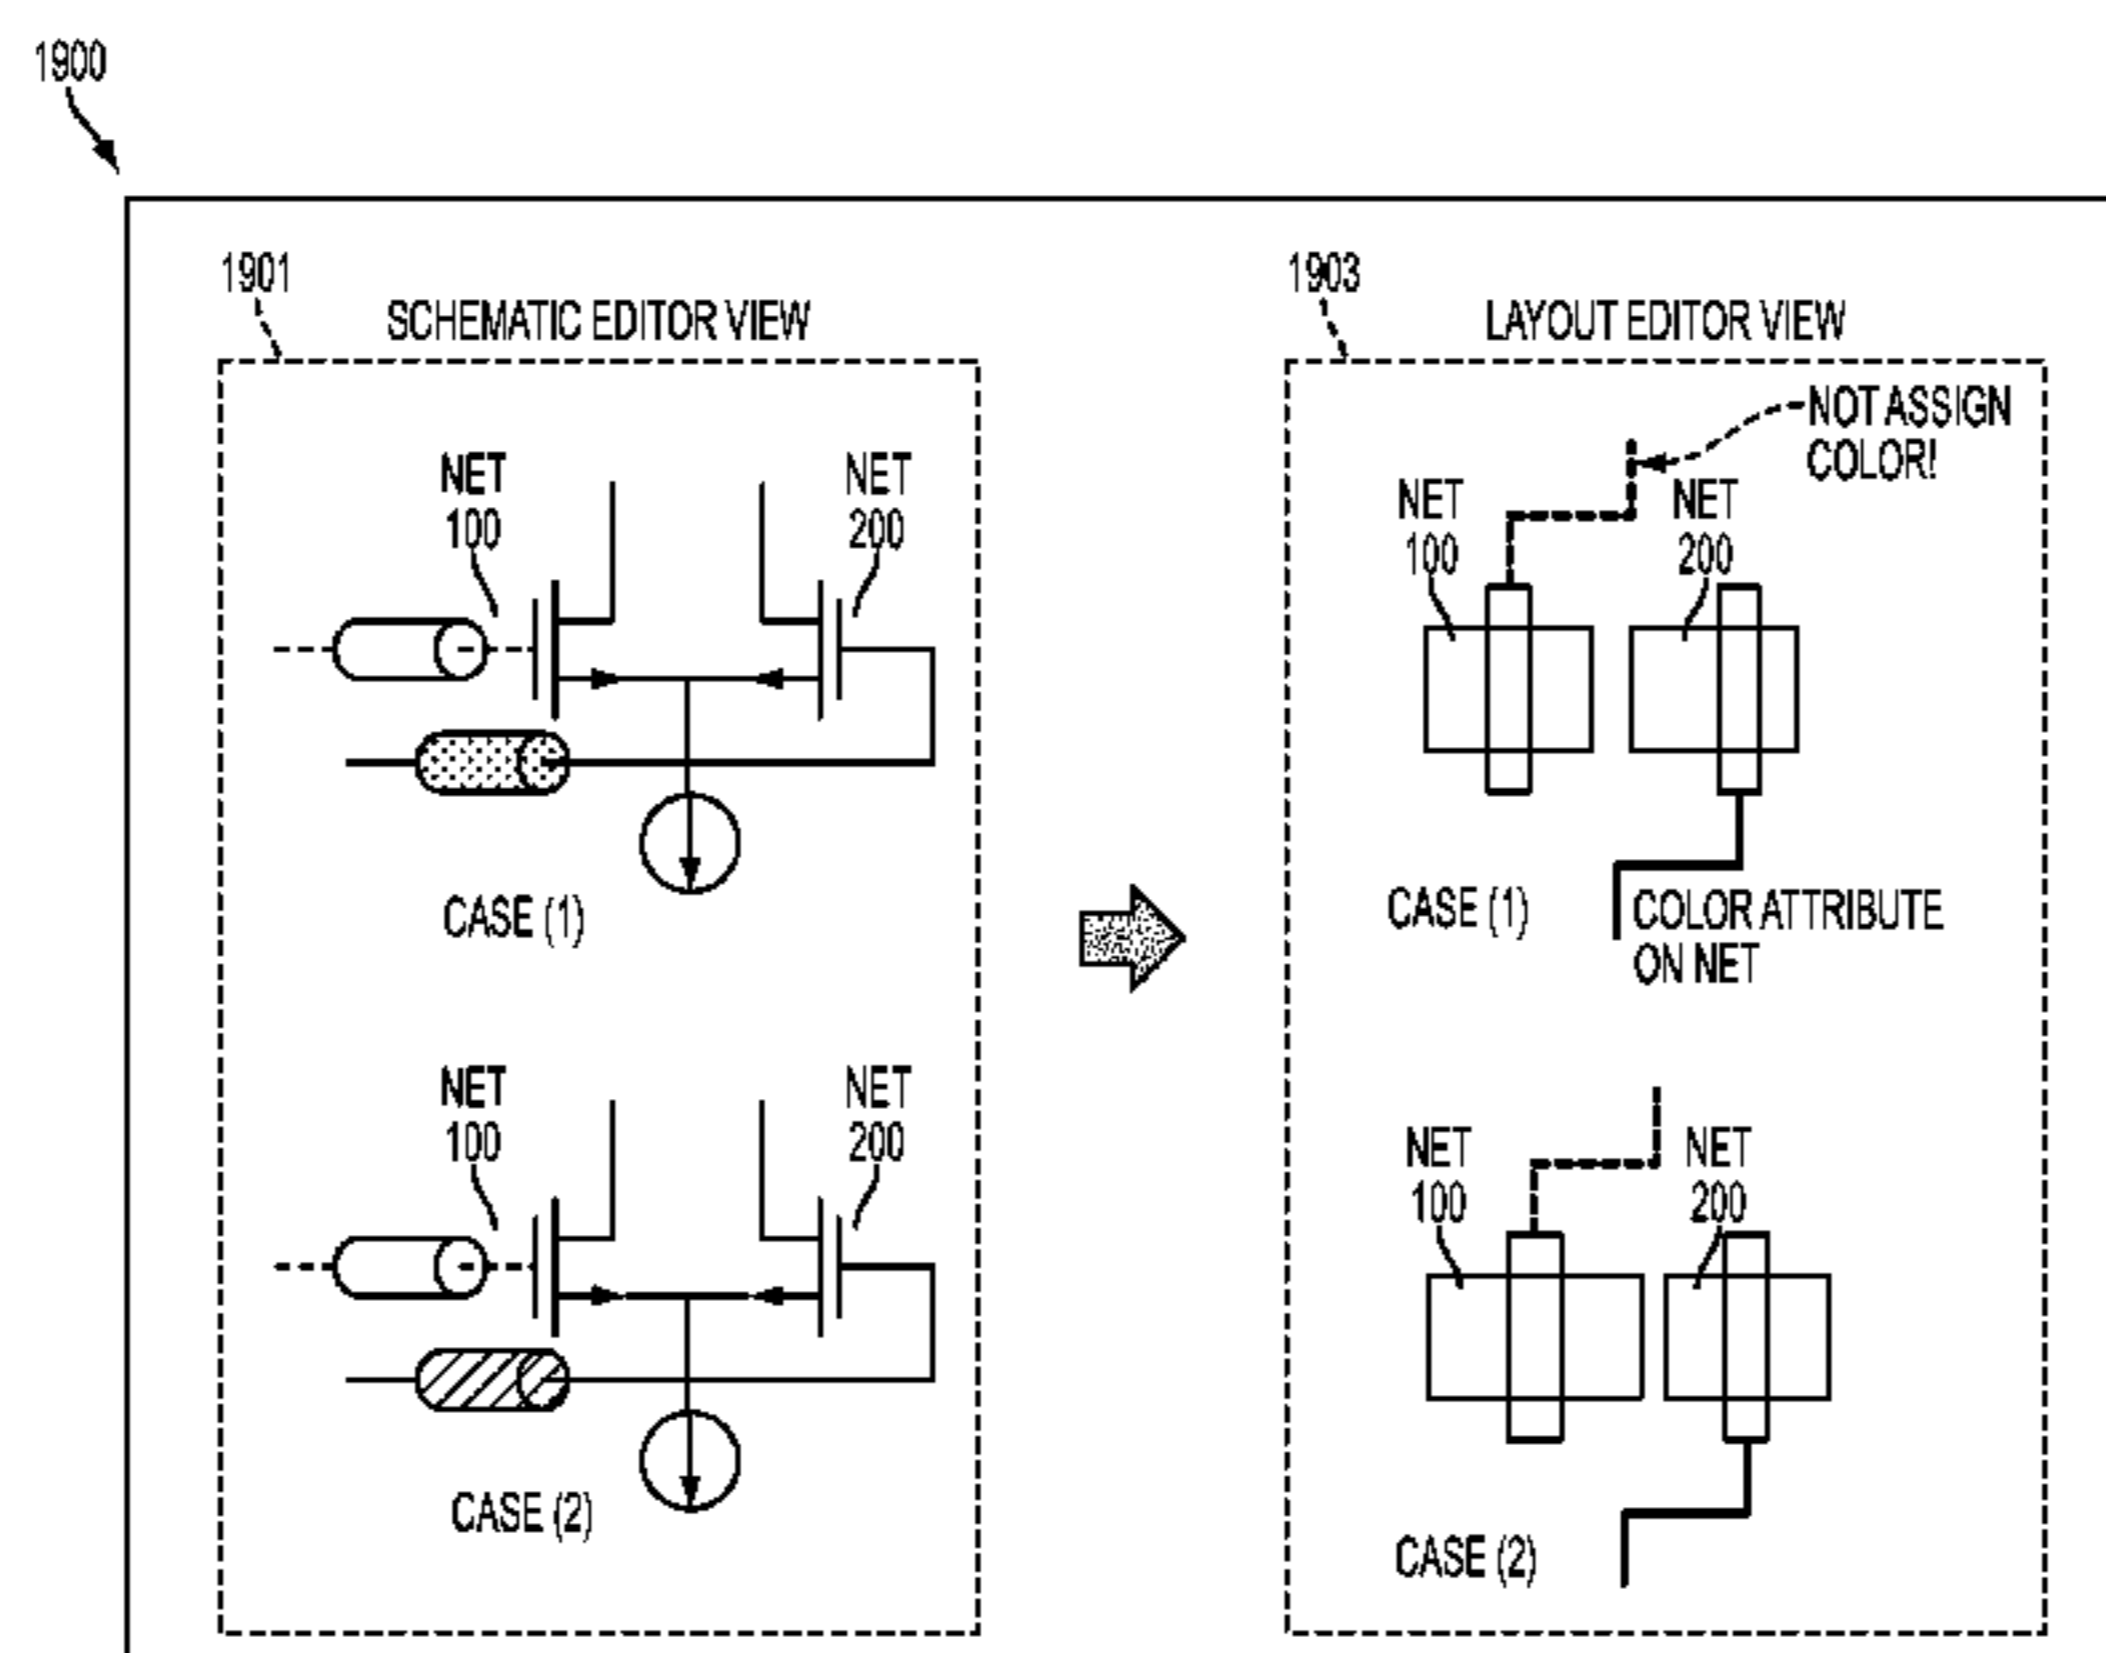 1900
1901
SCHEMATIC EDITOR VIEW
NET
100
NET
200
CASE (1)
NET
100
NET
200
CASE (2)
1903
LAYOUT EDITOR VIEW
NOT ASSIGN
COLOR!
NET
100
NET
200
CASE (1)
COLOR ATTRIBUTE
ON NET
NET
100
NET
200
CASE (2)